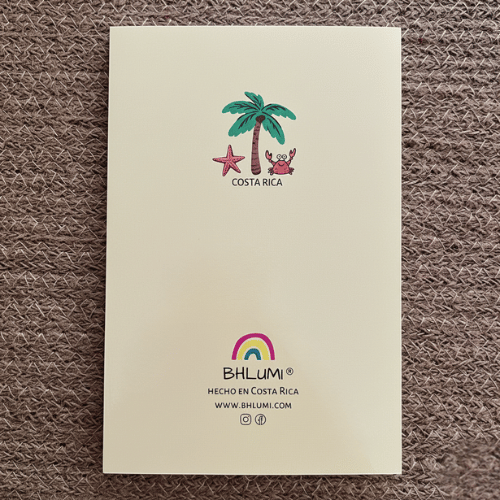 COSTA RICA
BHLUMi®
HECHO EN COSTA RICA
WWW.BHLUMI.COM